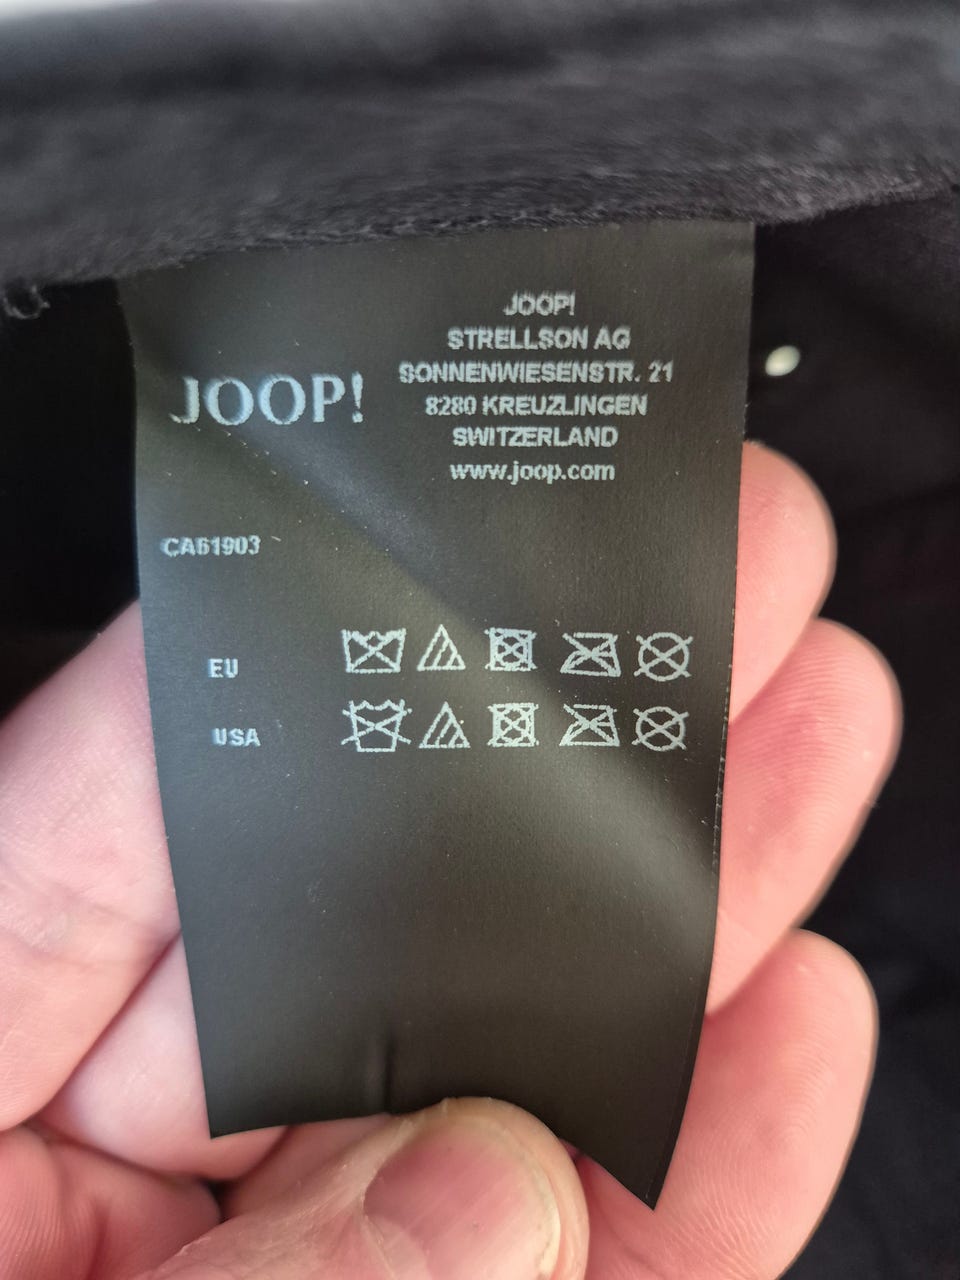 JOOP!
JOOP!
STRELLSON AG
SONNENWIESENSTR. 21
8280 KREUZLINGEN
SWITZERLAND
www.joop.com
CA61903
EU
USA